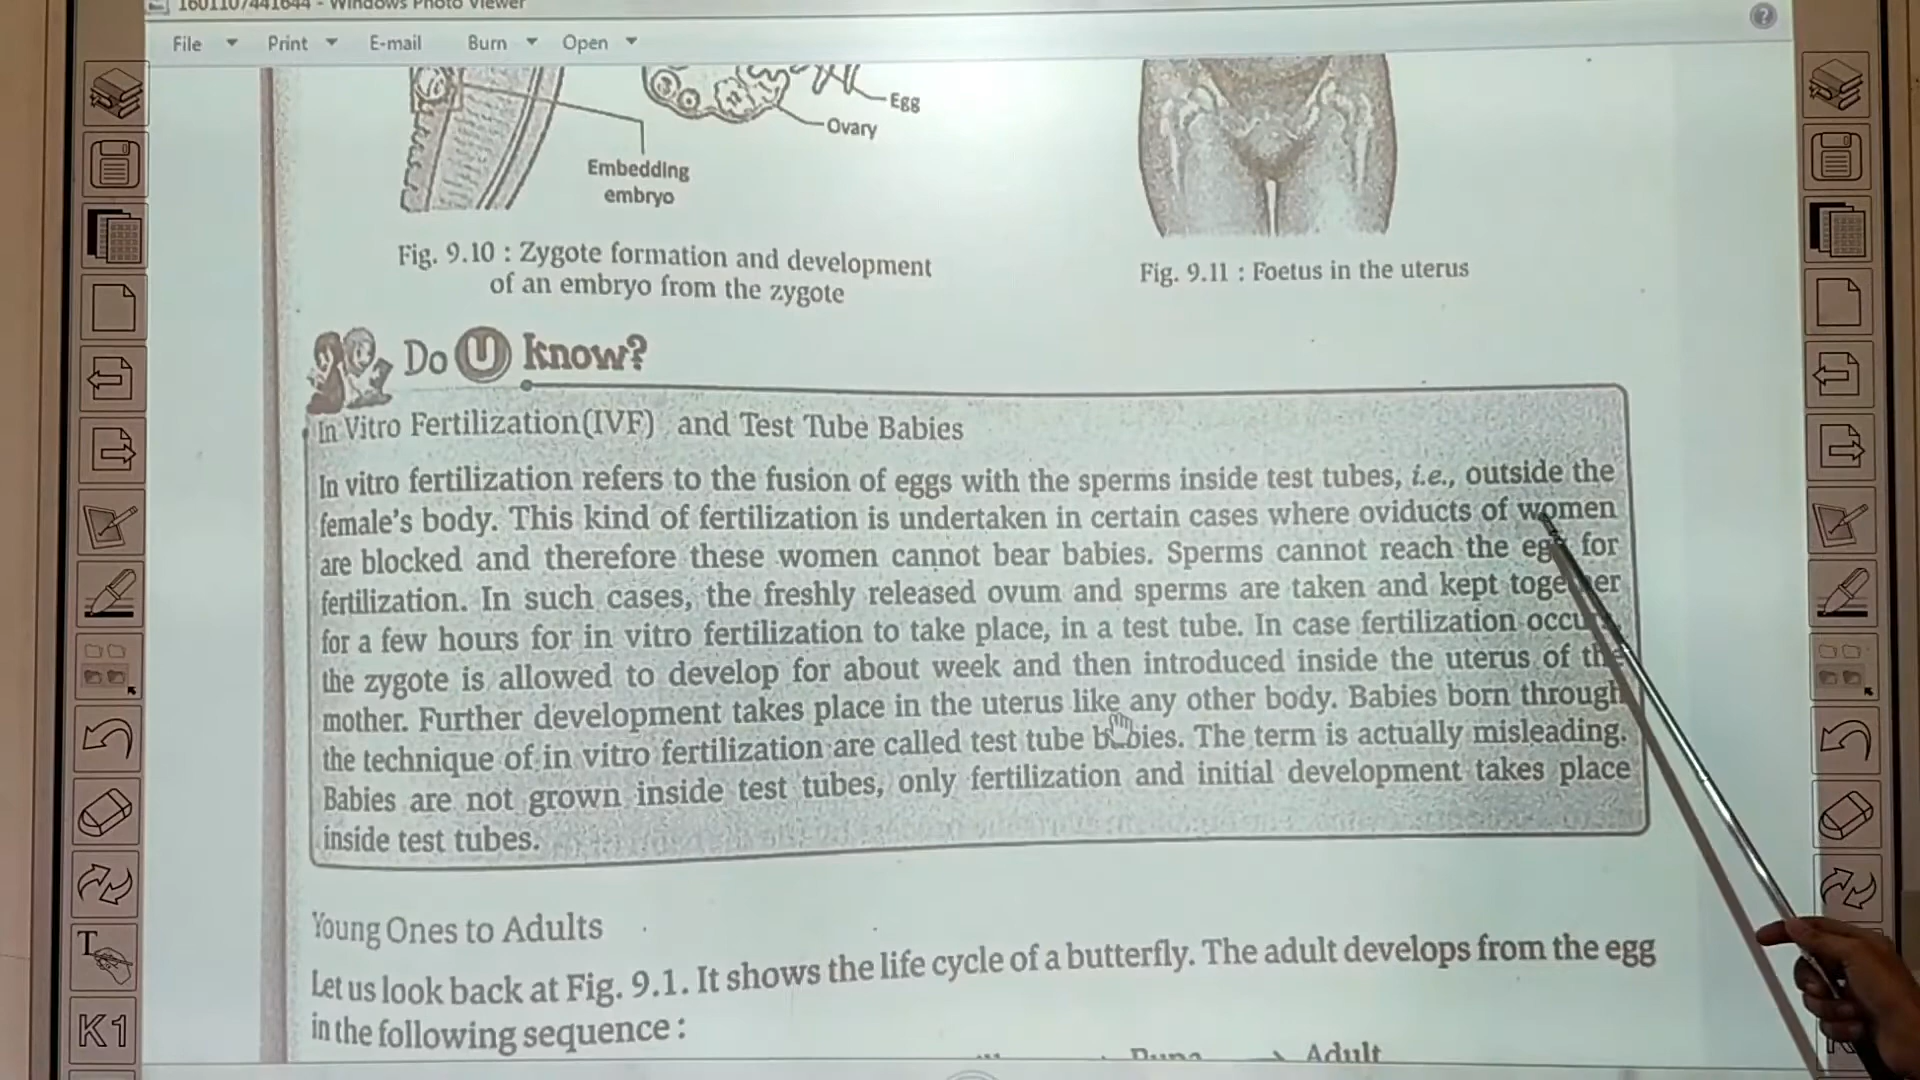 1601107441644 - Windows Photo Viewer
File Print E-mail Burn Open
Egg
Ovary
Embedding
embryo
Fig. 9.10 : Zygote formation and development
of an embryo from the zygote
Fig. 9.11 : Foetus in the uterus
Do U know?
In Vitro Fertilization(IVF) and Test Tube Babies
In vitro fertilization refers to the fusion of eggs with the sperms inside test tubes, i.e., outside the
female's body. This kind of fertilization is undertaken in certain cases where oviducts of women
are blocked and therefore these women cannot bear babies. Sperms cannot reach the egg for
fertilization. In such cases, the freshly released ovum and sperms are taken and kept together
for a few hours for in vitro fertilization to take place, in a test tube. In case fertilization
the zygote is allowed to develop for about week and then introduced inside the uterus of the
mother. Further development takes place in the uterus like any other body. Babies born through
the technique of in vitro fertilization are called test tube babies. The term is actually misleading.
Babies are not grown inside test tubes, only fertilization and initial development takes place
inside test tubes.
Young Ones to Adults
Let us look back at Fig. 9.1. It shows the life cycle of a butterfly. The adult develops from the egg
in the following sequence :
Pupa Adult
T
K1